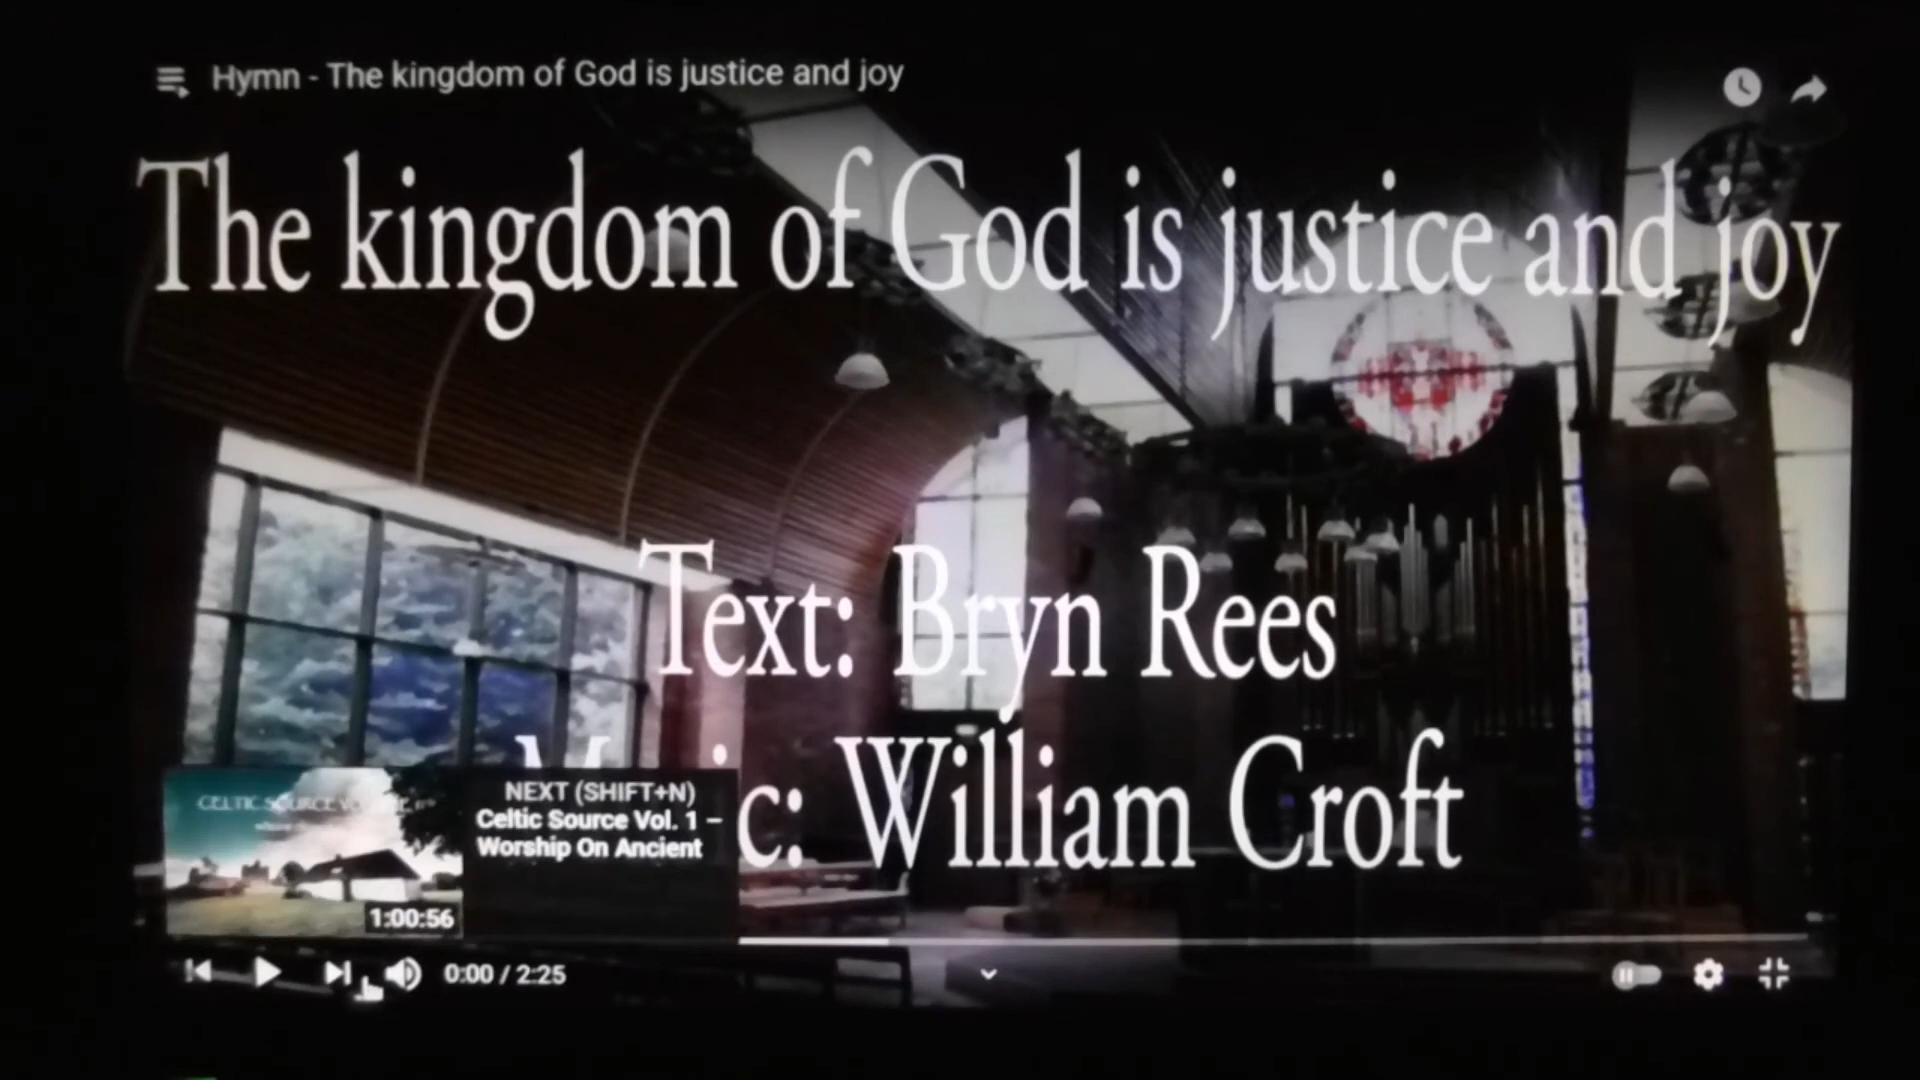 Hymn - The kingdom of God is justice and joy
The kingdom of God is justice and joy
Text: Bryn Rees
William Croft
NEXT (SHIFT+N)
Celtic Source Vol. 1 –
Worship On Ancient
CELTIC SOURCE
1:00:56
0:00 / 2:25